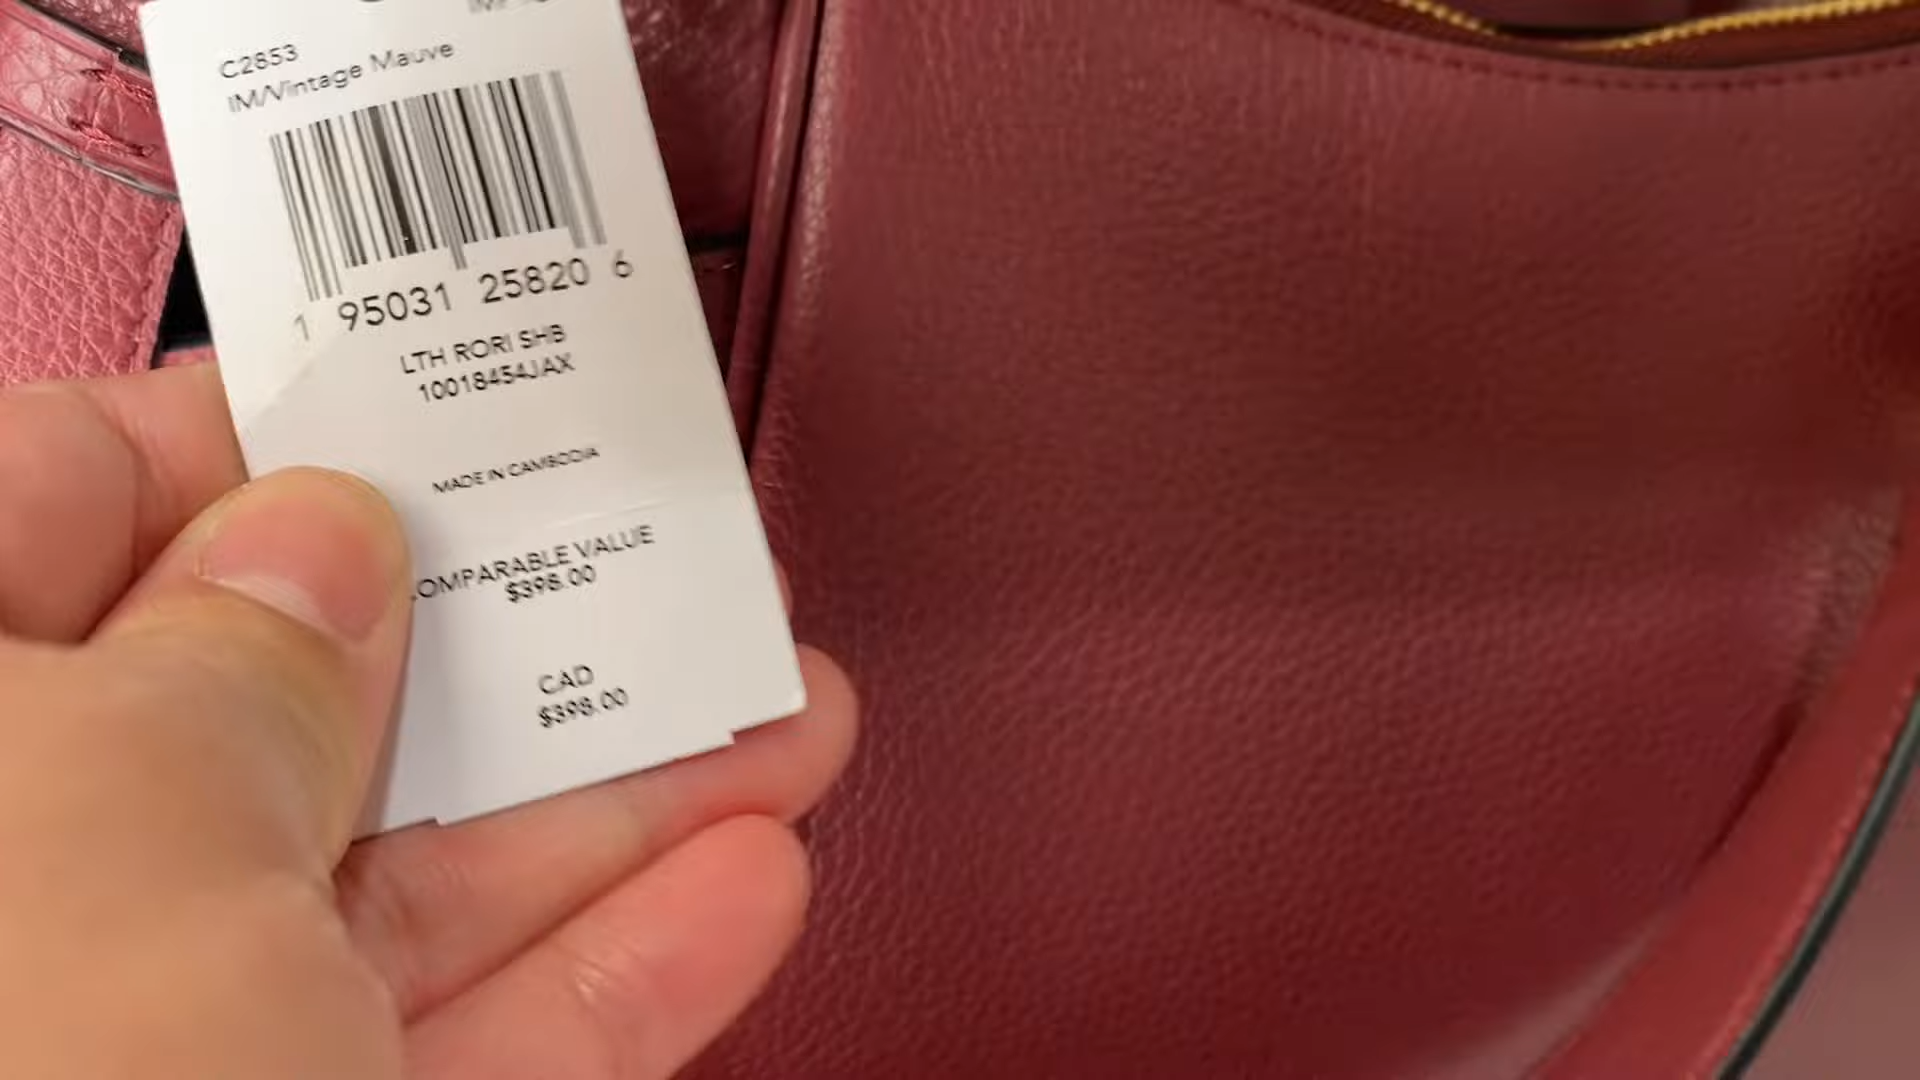 C2853
IM/Vintage Mauve
1 95031 25820 6
LTH RORI SHB
10018454JAX
MADE IN CAMBODIA
COMPARABLE VALUE
$398.00
CAD
$398.00